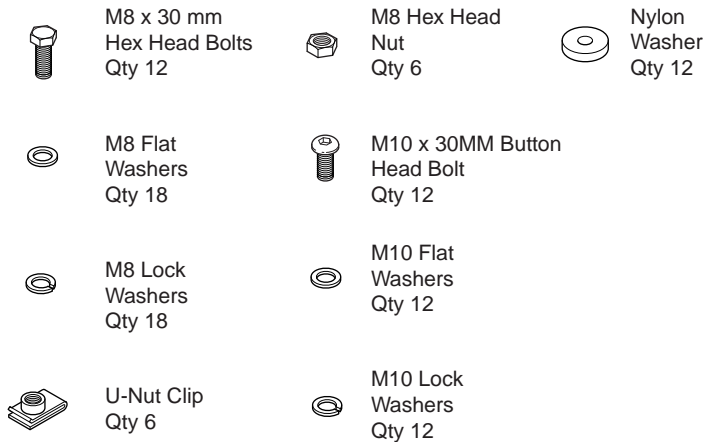 M8 x 30 mm
Hex Head Bolts
Qty 12
M8 Hex Head
Nut
Qty 6
Nylon
Washer
Qty 12
M8 Flat
Washers
Qty 18
M10 x 30MM Button
Head Bolt
Qty 12
M8 Lock
Washers
Qty 18
M10 Flat
Washers
Qty 12
U-Nut Clip
Qty 6
M10 Lock
Washers
Qty 12